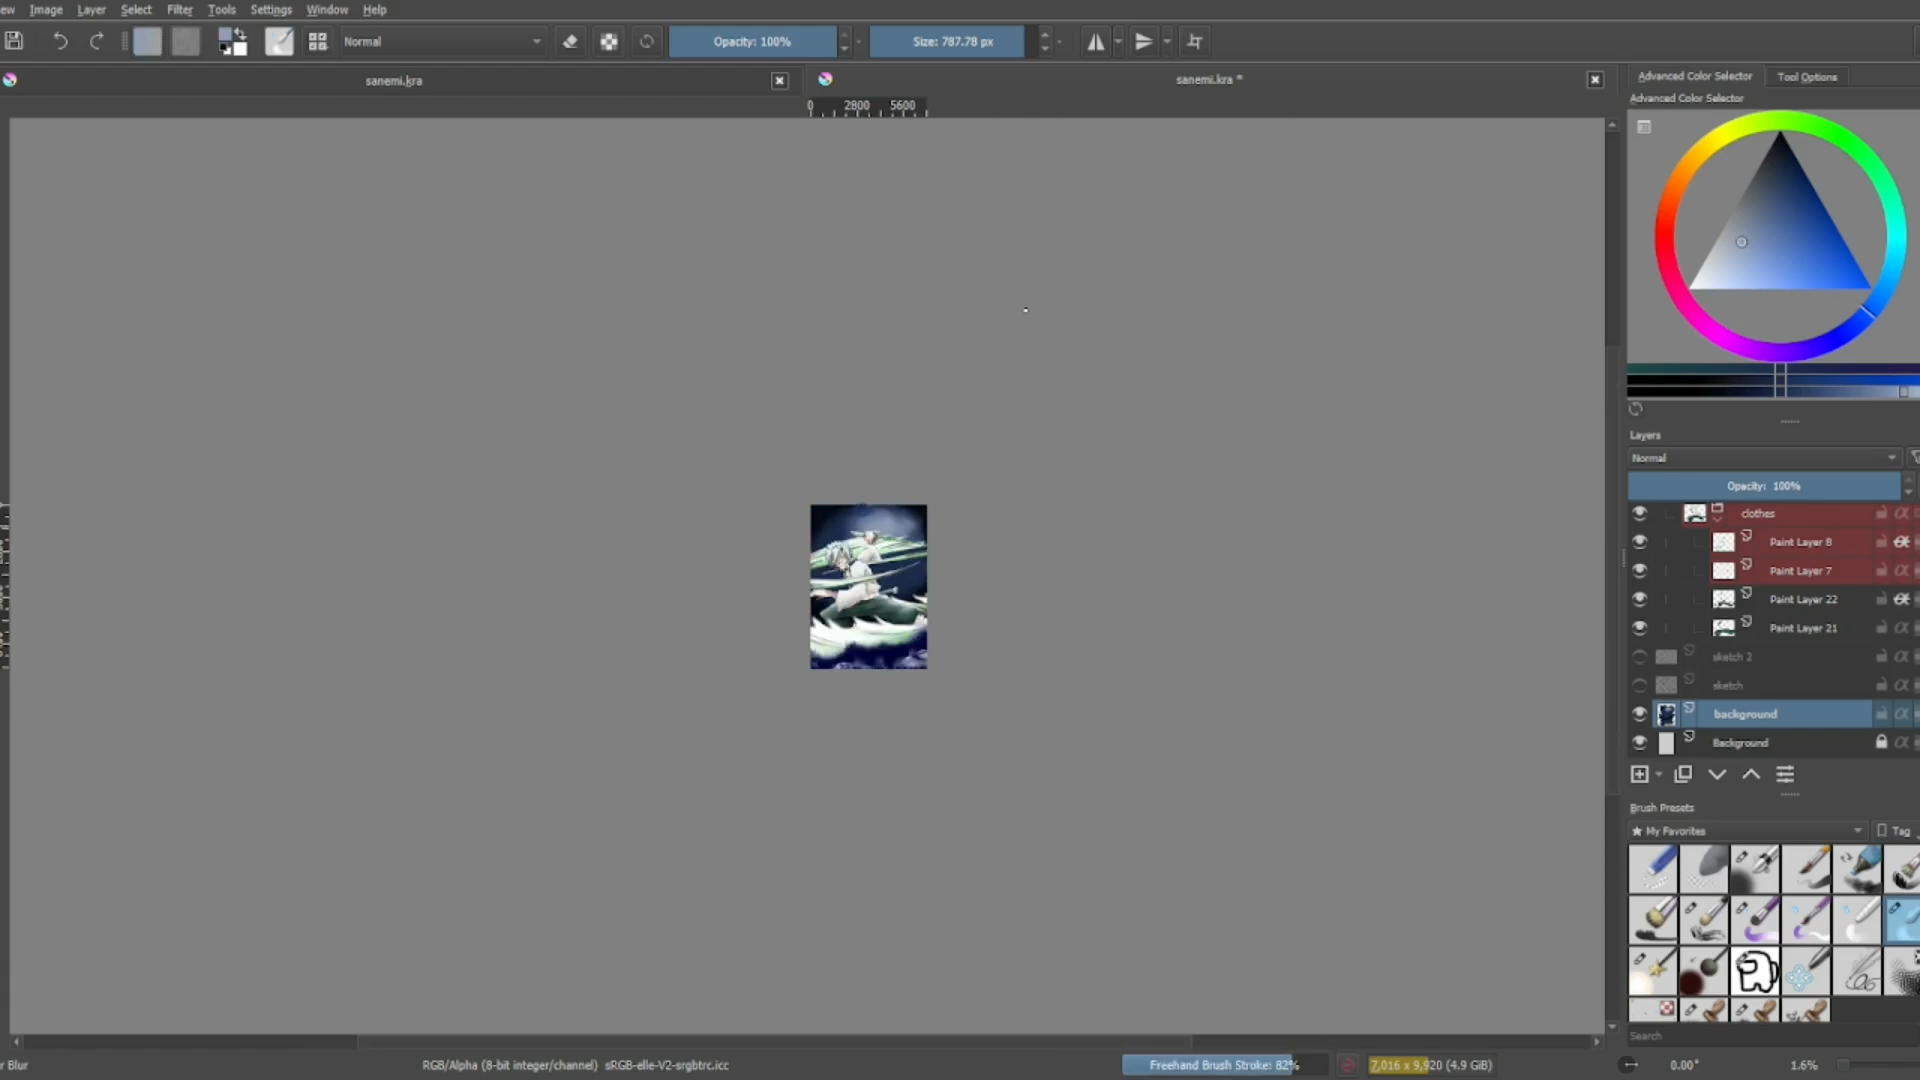 ew Image Layer Select Filter Tools Settings Window Help
Normal Opacity: 100% Size: 787.78 px
sanemi.kra sanemi.kra *
0 2800 5600
Advanced Color Selector Tool Options
Advanced Color Selector
Layers
Normal
Opacity: 100%
clothes
Paint Layer 8
Paint Layer 7
Paint Layer 22
Paint Layer 21
sketch 2
sketch
background
Background
Brush Presets
★ My Favorites Tag
Search
r Blur RGB/Alpha (8-bit integer/channel) sRGB-elle-V2-srgbtrc.icc Freehand Brush Stroke: 82% 7,016 x 9,920 (4.9 GiB) 0.00° 1.6%